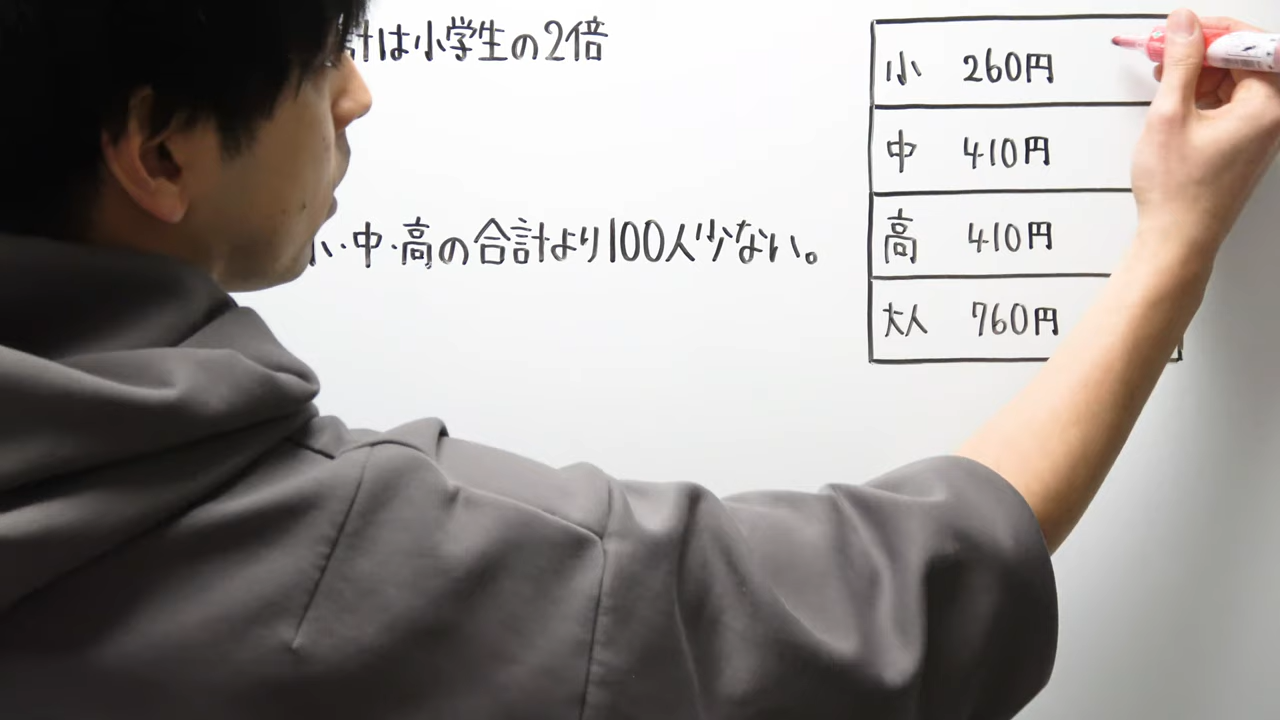 計は小学生の2倍
小・中・高の合計より100人少ない。
小 260円
中 410円
高 410円
大人 760円